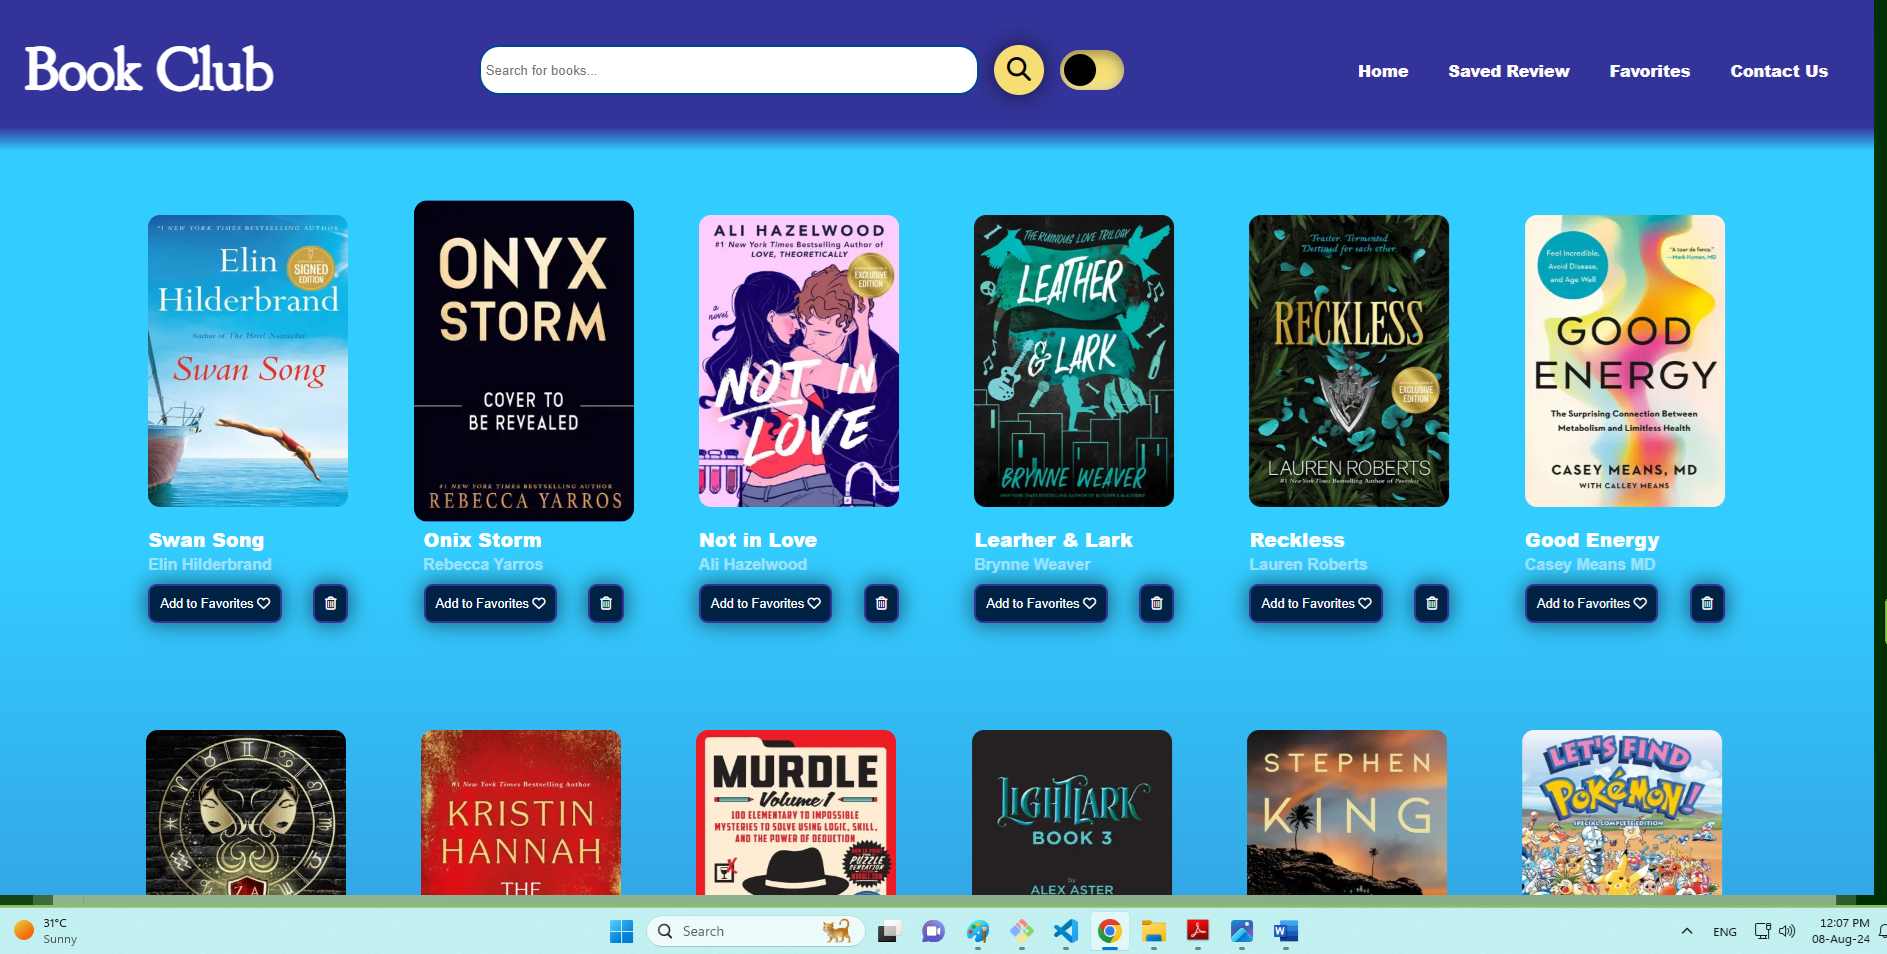 Book Club
Search for books...
Home
Saved Review
Favorites
Contact Us
#1 NEW YORK TIMES BESTSELLING AUTHOR
Elin
Hilderbrand
SIGNED
EDITION
Author of The Hotel Nantucket
Swan Song
ONYX
STORM
COVER TO
BE REVEALED
#1 NEW YORK TIMES BESTSELLING AUTHOR
REBECCA YARROS
ALI HAZELWOOD
#1 New York Times Bestselling Author of
LOVE, THEORETICALLY
EXCLUSIVE
EDITION
a
novel
NOT IN
LOVE
THE RUINOUS LOVE TRILOGY
LEATHER
& LARK
BRYNNE WEAVER
NEW YORK TIMES BESTSELLING AUTHOR OF BUTCHER & BLACKBIRD
Traitor. Tormented.
Destined for each other.
RECKLESS
EXCLUSIVE
EDITION
LAUREN ROBERTS
#1 New York Times Bestselling Author of Powerless
Feel Incredible,
Avoid Disease,
and Age Well
"A tour de force."
—Mark Hyman, MD
GOOD
ENERGY
The Surprising Connection Between
Metabolism and Limitless Health
CASEY MEANS, MD
WITH CALLEY MEANS
Swan Song
Elin Hilderbrand
Add to Favorites
Onix Storm
Rebecca Yarros
Add to Favorites
Not in Love
Ali Hazelwood
Add to Favorites
Learher & Lark
Brynne Weaver
Add to Favorites
Reckless
Lauren Roberts
Add to Favorites
Good Energy
Casey Means MD
Add to Favorites
ZA
#1 New York Times Bestselling Author
KRISTIN
HANNAH
THE
MURDLE
Volume 1
100 ELEMENTARY TO IMPOSSIBLE
MYSTERIES TO SOLVE USING LOGIC, SKILL,
AND THE POWER OF DEDUCTION
PUZZLE
SENSATION
LIGHTLARK
BOOK 3
by
ALEX ASTER
STEPHEN
KING
LET'S FIND
POKéMON!
SPECIAL COMPLETE EDITION
31°C
Sunny
Search
ENG
12:07 PM
08-Aug-24